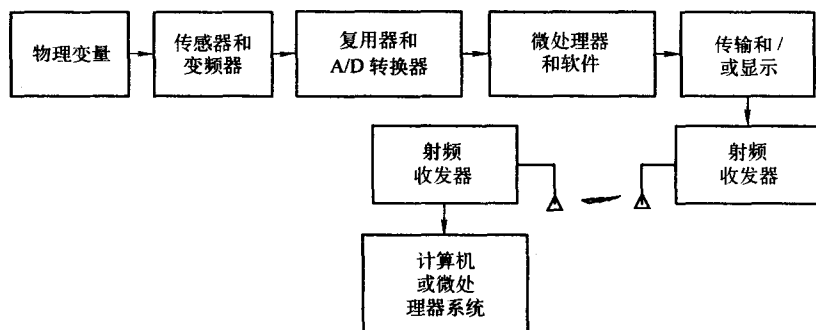 物理变量
传感器和
变频器
复用器和
A/D 转换器
微处理器
和软件
传输和 /
或显示
射频
收发器
射频
收发器
计算机
或微处
理器系统